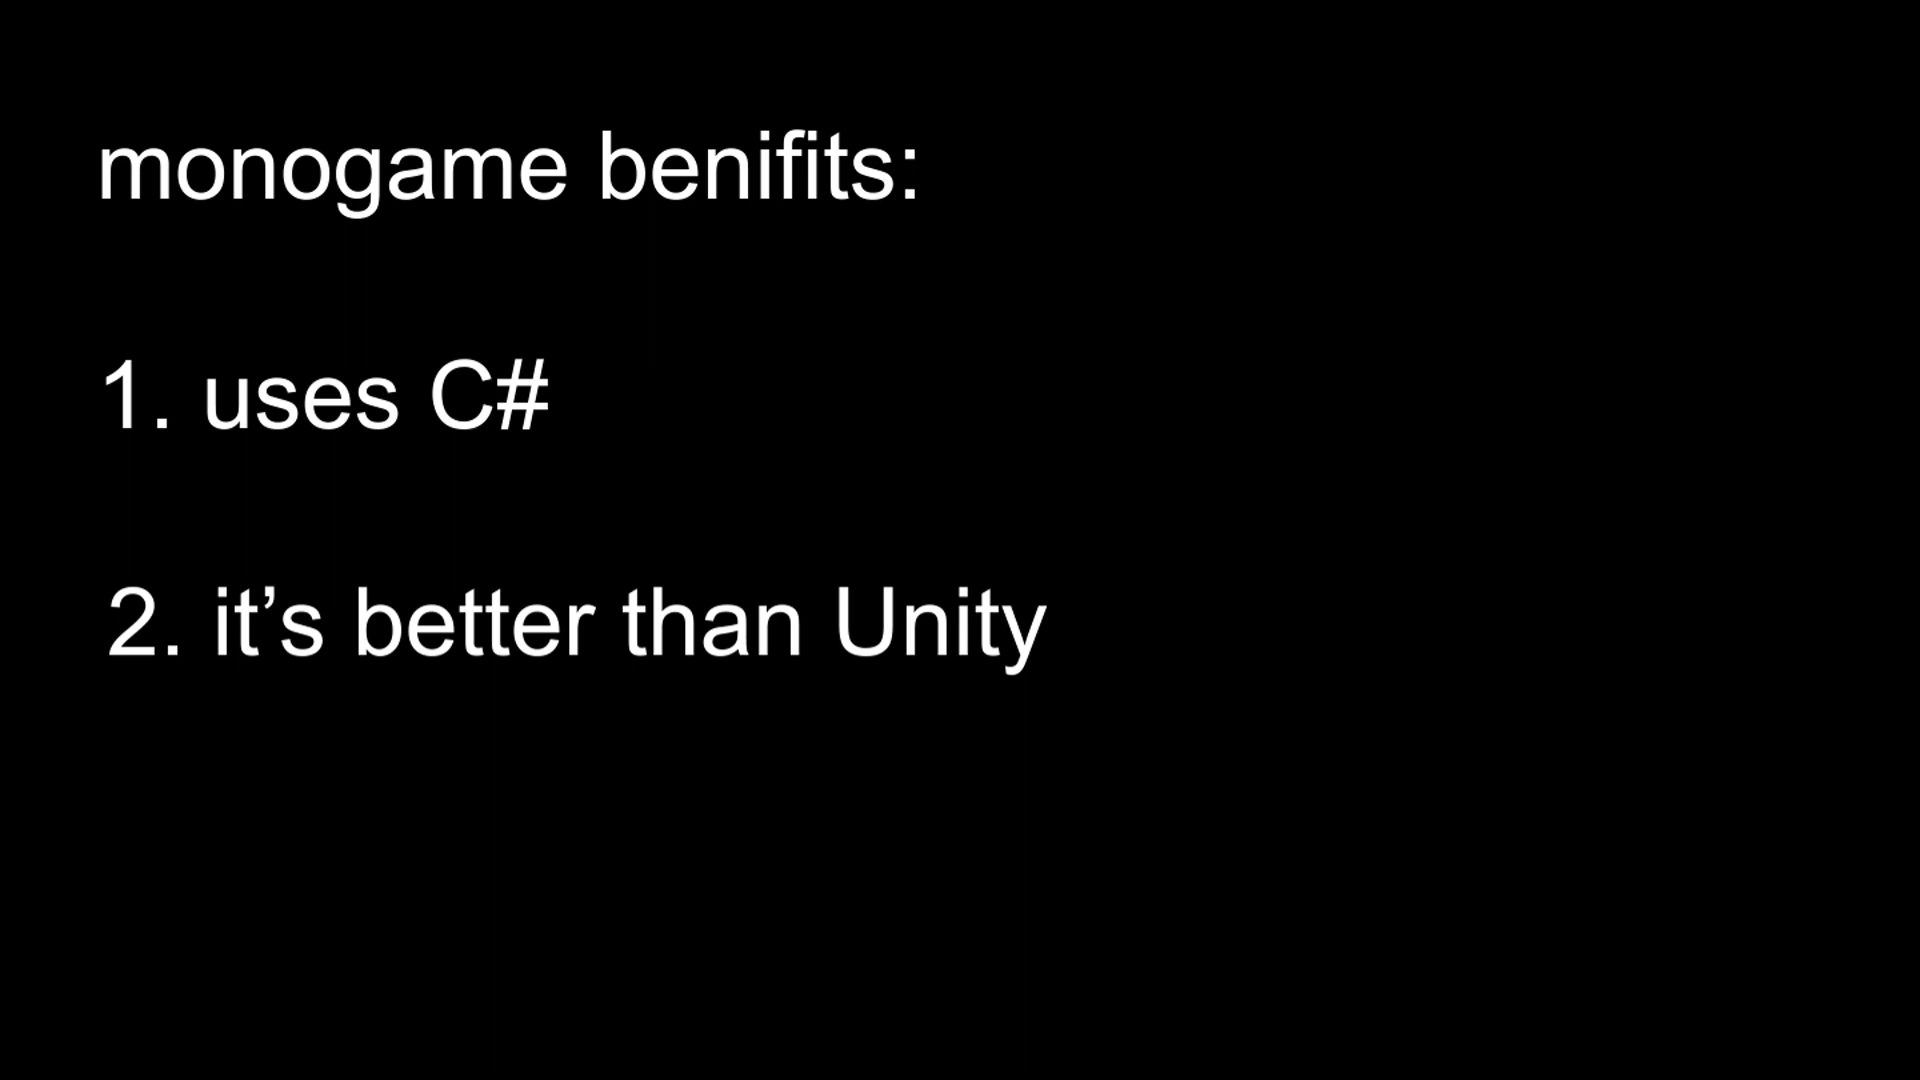 monogame benifits:
1. uses C#
2. it’s better than Unity